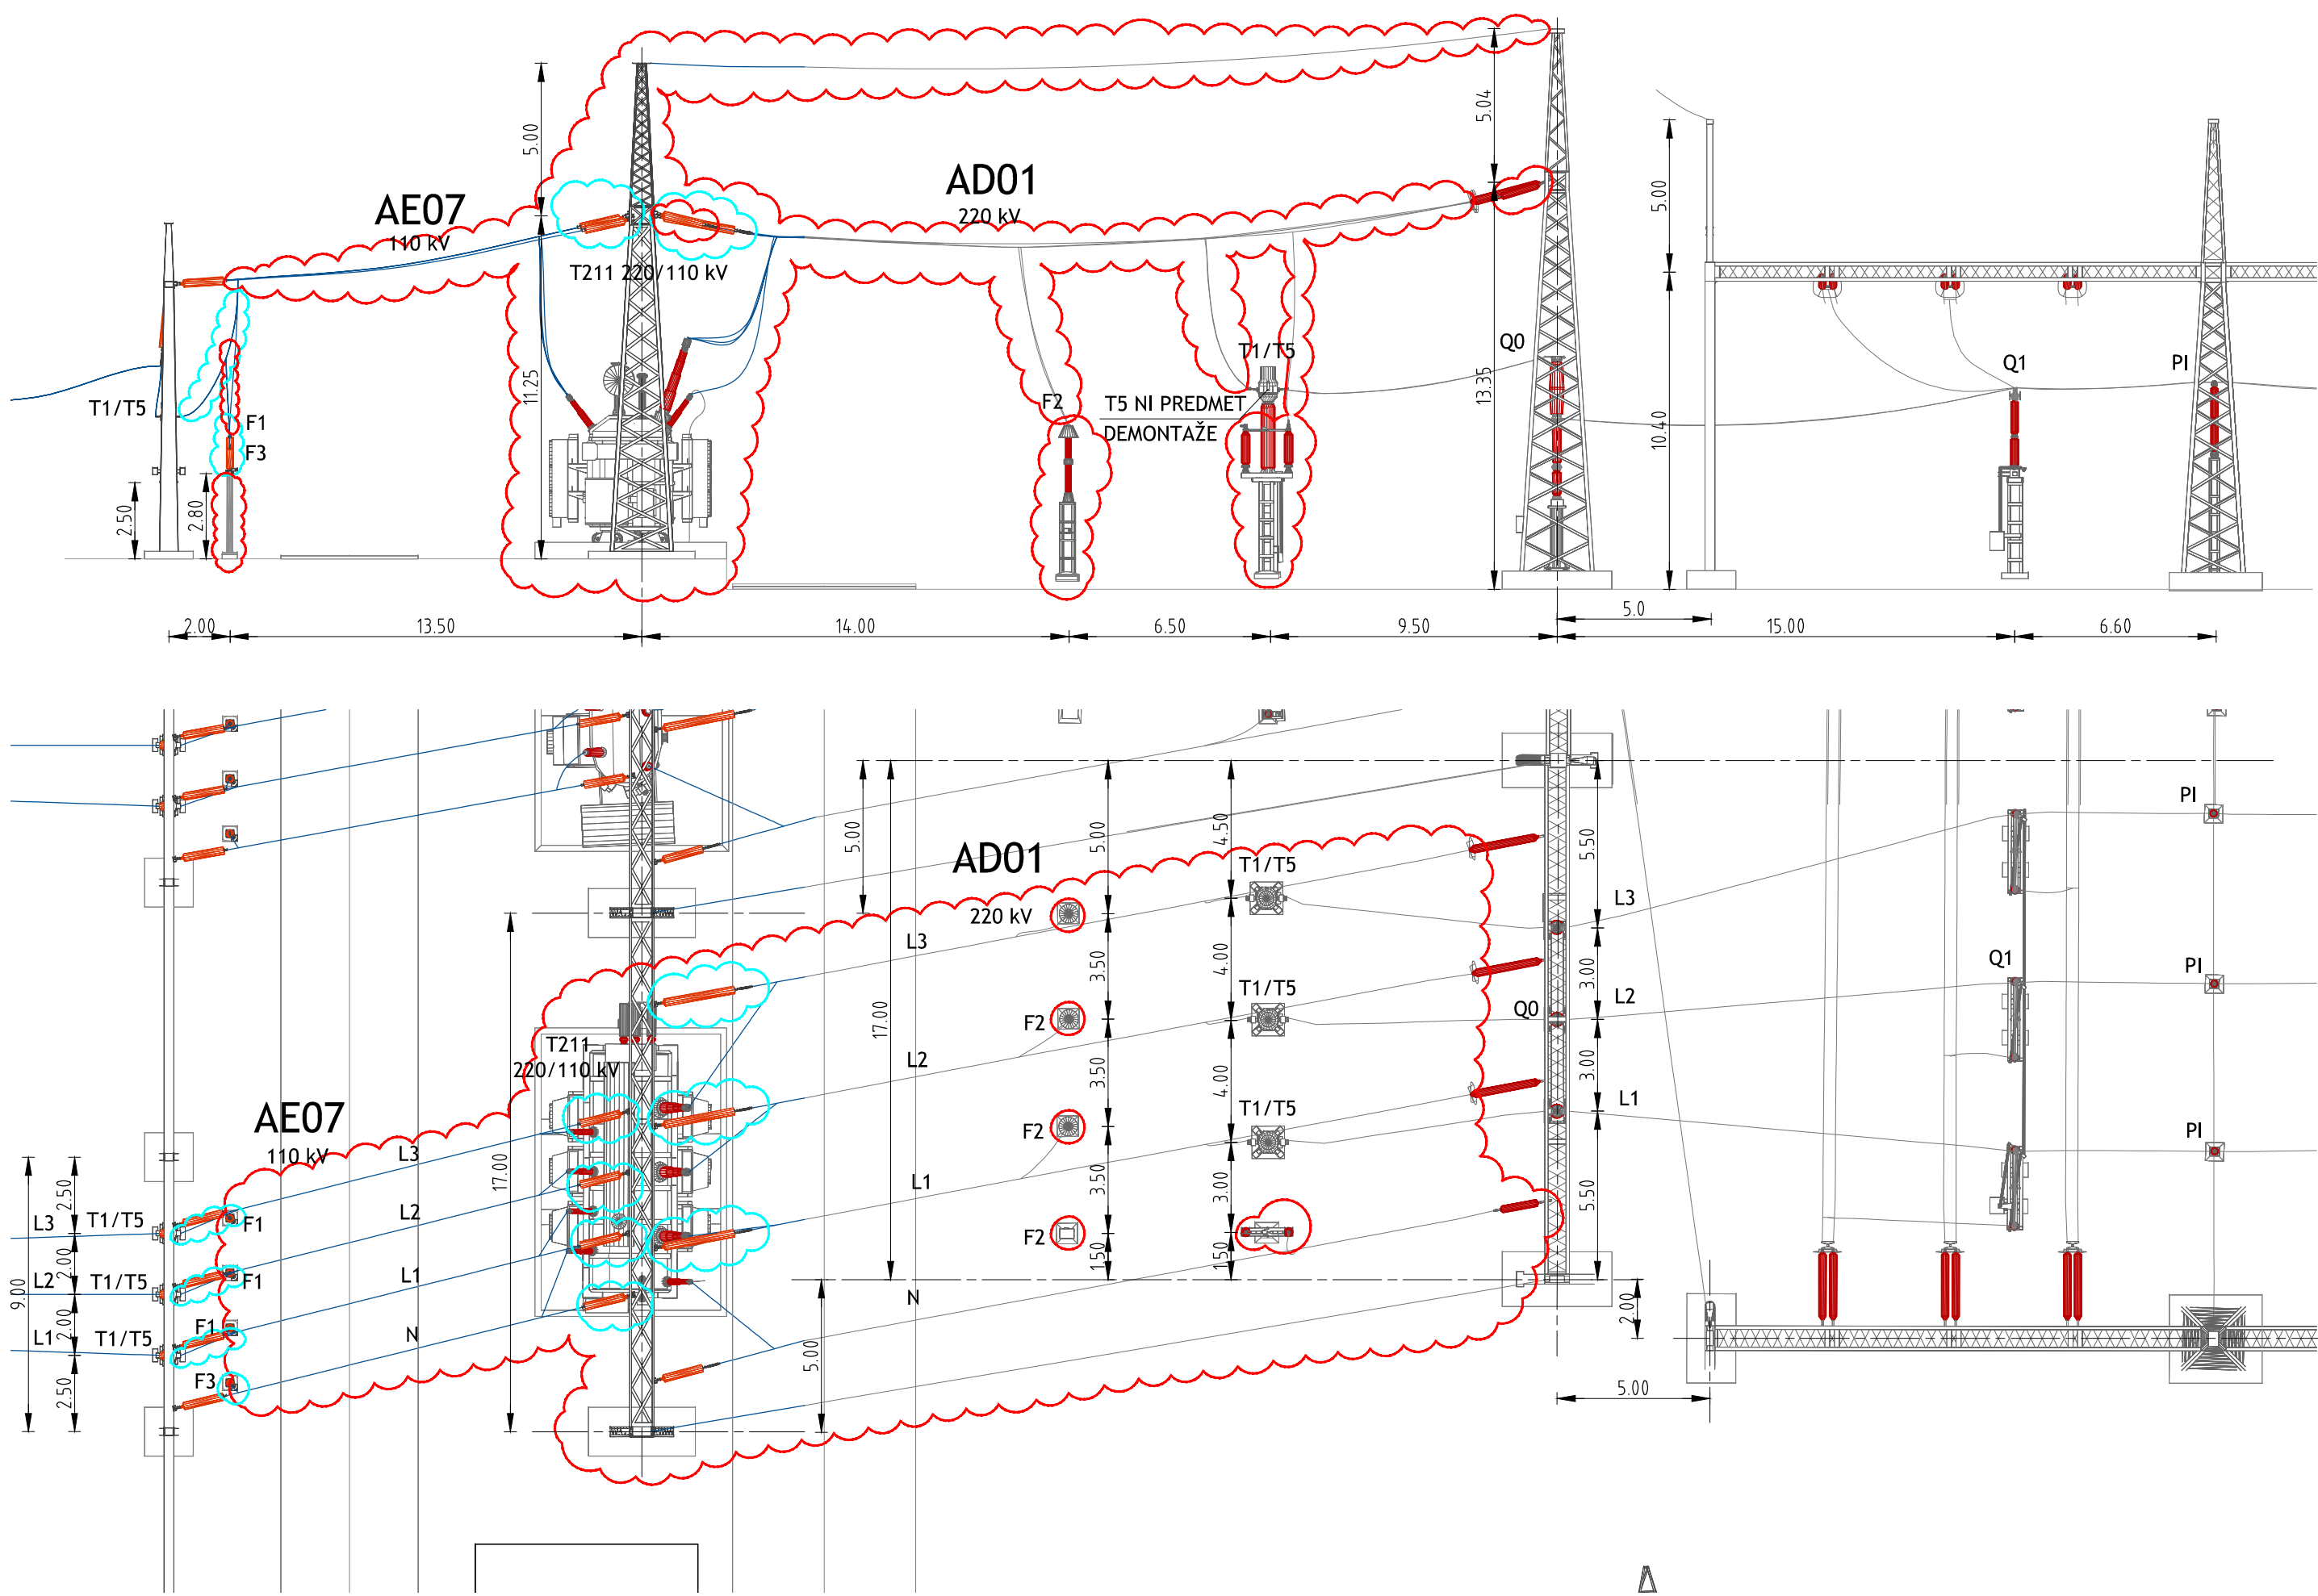 5.00
5.04
AD01
220 kV
AE07
110 kV
5.00
T211 220/110 kV
T1/T5
Q0
Q1
PI
11.25
13.35
10.40
T1/T5
F1
F3
F2
T5 NI PREDMET
DEMONTAŽE
2.50
2.80
2.00
13.50
14.00
6.50
9.50
5.0
15.00
6.60
5.00
5.00
4.50
5.50
AD01
T1/T5
PI
220 kV
L3
L3
3.50
4.00
T1/T5
3.00
Q1
PI
17.00
F2
Q0
L2
T211
220/110 kV
L2
3.50
4.00
3.00
AE07
110 kV
17.00
F2
T1/T5
L1
PI
L3
2.50
L3
T1/T5
F1
L2
L1
3.50
3.00
5.50
9.00
2.00
L2
T1/T5
F1
L1
F2
1.50
1.50
N
2.00
2.00
L1
T1/T5
F1
N
5.00
2.50
F3
5.00